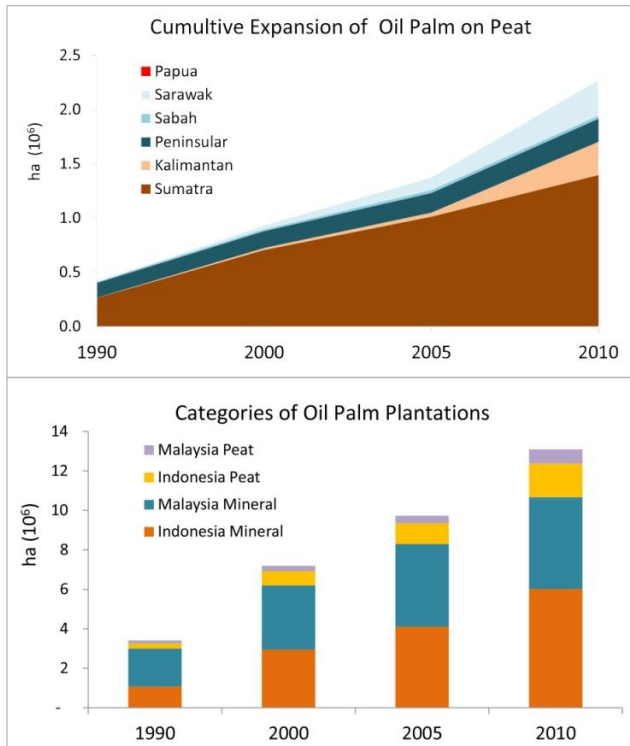 Cumultive Expansion of Oil Palm on Peat
2.5
2.0
1.5
1.0
0.5
0.0
ha (10⁶)
Papua
Sarawak
Sabah
Peninsular
Kalimantan
Sumatra
1990 2000 2005 2010
Categories of Oil Palm Plantations
14
12
10
8
6
4
2
-
ha (10⁶)
Malaysia Peat
Indonesia Peat
Malaysia Mineral
Indonesia Mineral
1990 2000 2005 2010